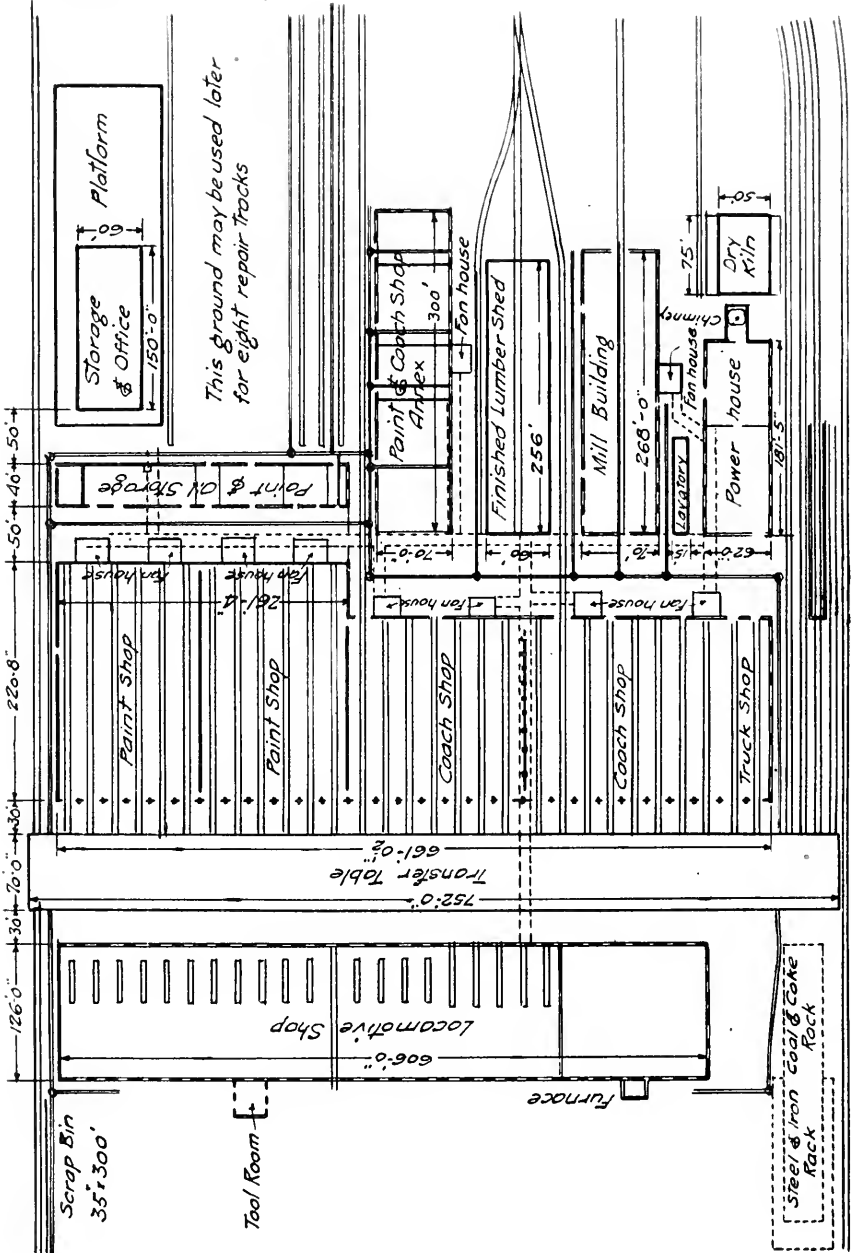 Platform
Storage
& Office
60'
150'-0"
This ground may be used later
for eight repair tracks
50'
40'
50'
220'-8"
30'
70'-0"
30'
126'-0"
Paint & Oil Storage
Fan house
Fan house
261'-4"
Paint Shop
Paint Shop
Coach Shop
Coach Shop
Truck Shop
Fan house
Fan house
Paint & Coach Shop
Annex
300'
70'-0"
Fan house
Finished Lumber Shed
256'
60'
Mill Building
268'-0"
70'
Chimney
Fan house
Lavatory
15'
Power house
181'-5"
62'-0"
75'
50'
Dry
Kiln
661'-0½"
Transfer Table
752'-0"
Locomotive
Shop
606'-0"
Furnace
Tool Room
Scrap Bin
35'x300'
Steel & Iron
Rack
Coal & Coke
Rack